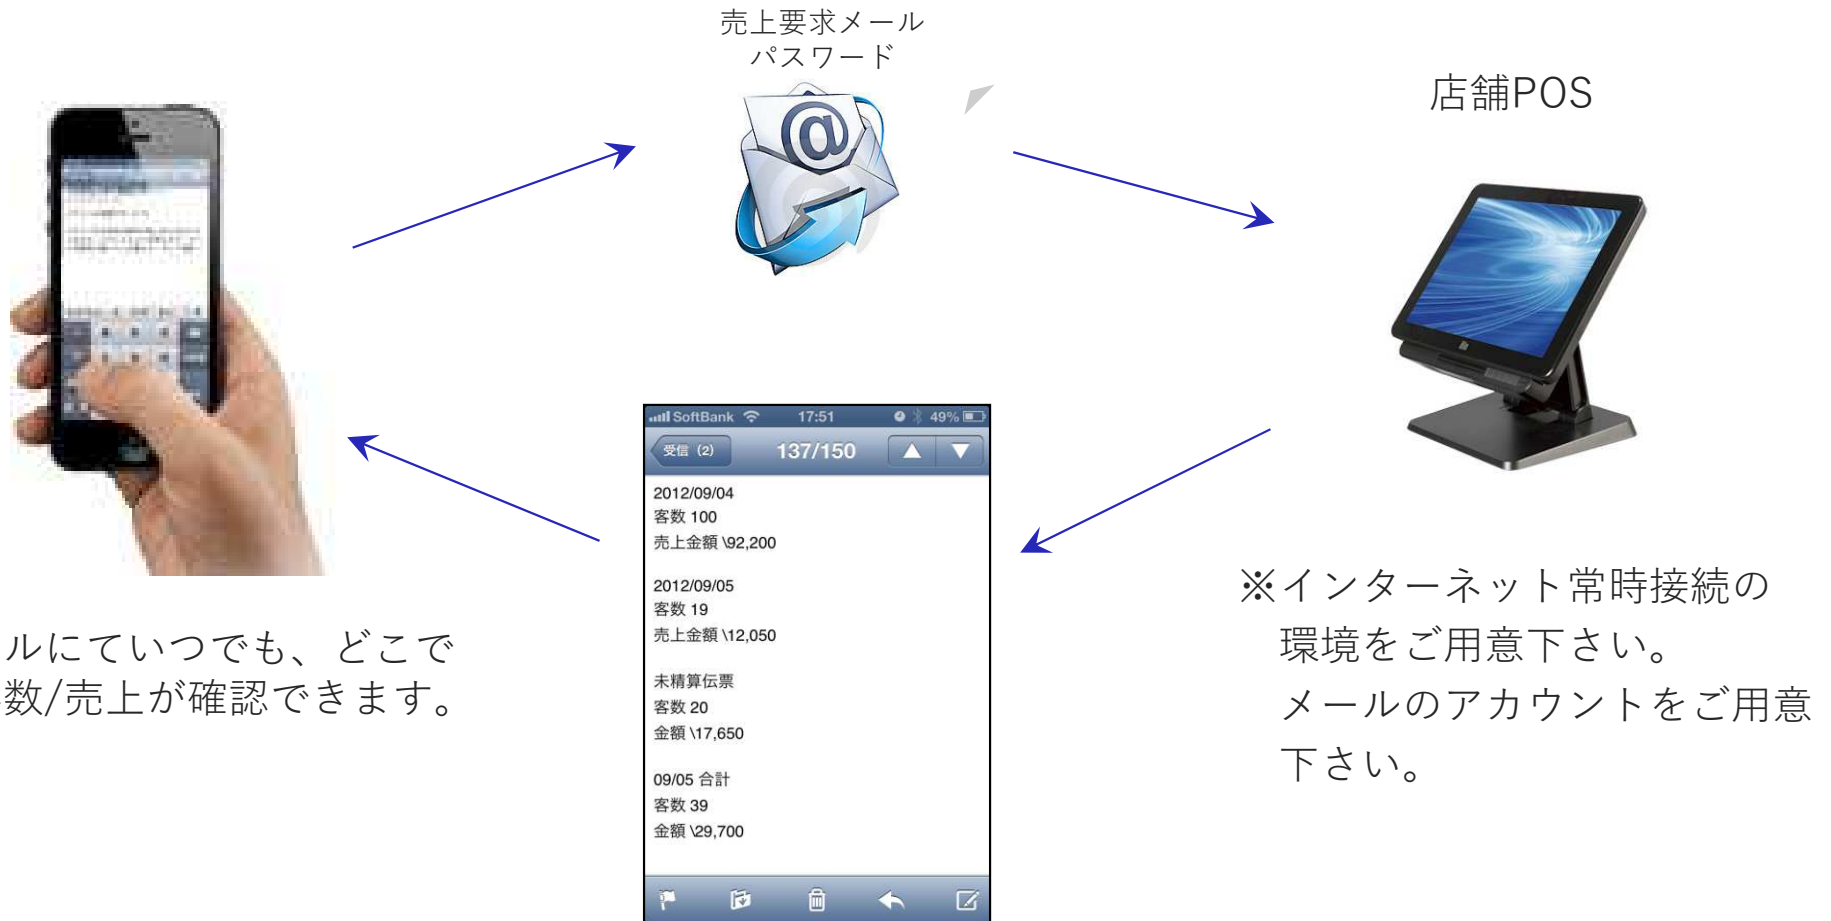 売上要求メール
パスワード
店舗POS
SoftBank 17:51 49%
受信 (2) 137/150
2012/09/04
客数 100
売上金額 \92,200
2012/09/05
客数 19
売上金額 \12,050
未精算伝票
客数 20
金額 \17,650
09/05 合計
客数 39
金額 \29,700
ルにていつでも、どこで
数/売上が確認できます。
※インターネット常時接続の
環境をご用意下さい。
メールのアカウントをご用意
下さい。